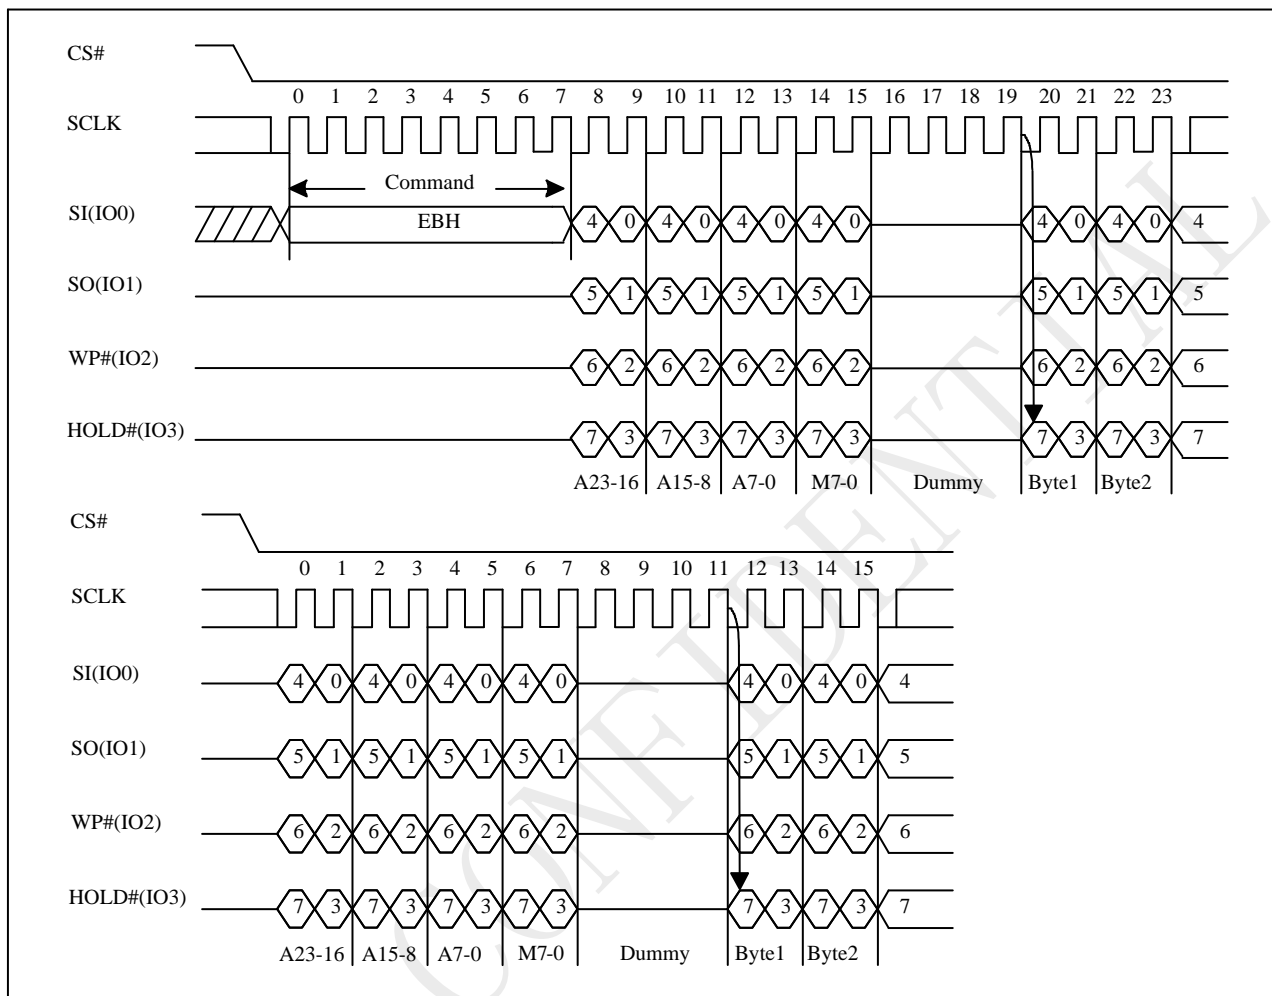 CS#
0 1 2 3 4 5 6 7 8 9 10 11 12 13 14 15 16 17 18 19 20 21 22 23
SCLK
Command
SI(IO0) EBH 4 0 4 0 4 0 4 0 4 0 4 0 4
SO(IO1) 5 1 5 1 5 1 5 1 5 1 5 1 5
WP#(IO2) 6 2 6 2 6 2 6 2 6 2 6 2 6
HOLD#(IO3) 7 3 7 3 7 3 7 3 7 3 7 3 7
A23-16 A15-8 A7-0 M7-0 Dummy Byte1 Byte2
CS#
0 1 2 3 4 5 6 7 8 9 10 11 12 13 14 15
SCLK
SI(IO0) 4 0 4 0 4 0 4 0 4 0 4 0 4
SO(IO1) 5 1 5 1 5 1 5 1 5 1 5 1 5
WP#(IO2) 6 2 6 2 6 2 6 2 6 2 6 2 6
HOLD#(IO3) 7 3 7 3 7 3 7 3 7 3 7 3 7
A23-16 A15-8 A7-0 M7-0 Dummy Byte1 Byte2
CONFIDENTIAL